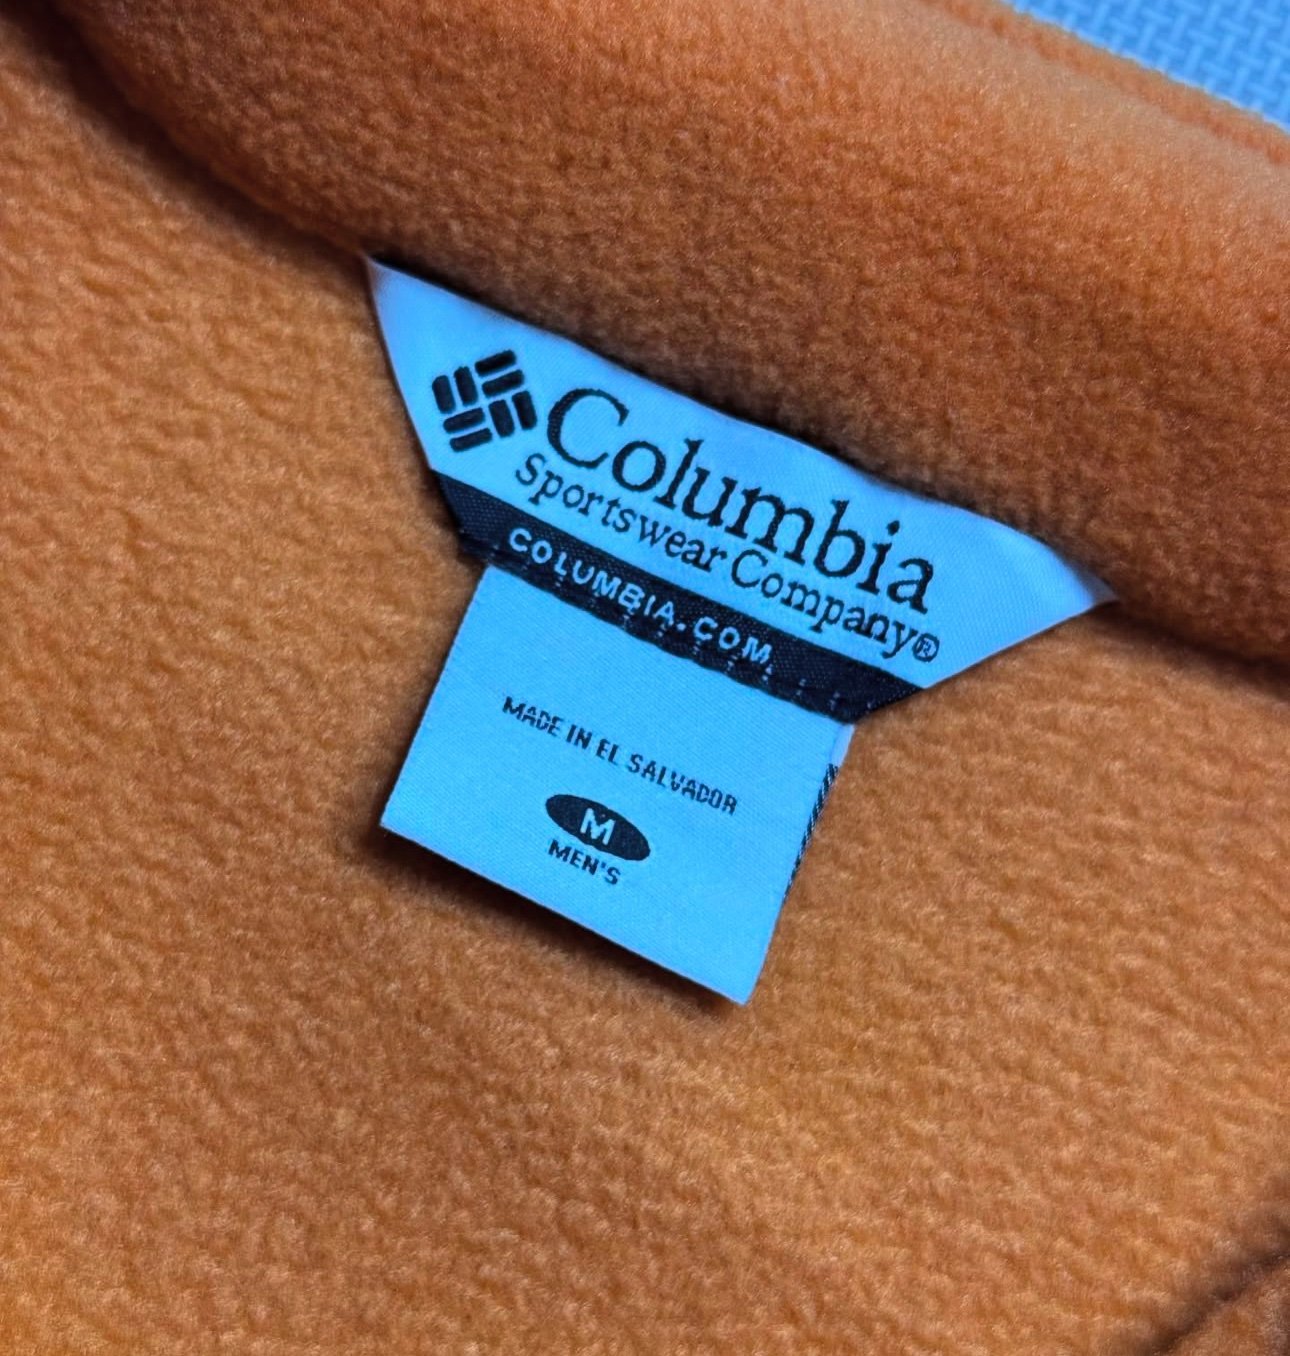 Columbia
Sportswear Company®
COLUMBIA.COM
MADE IN EL SALVADOR
M
MEN'S